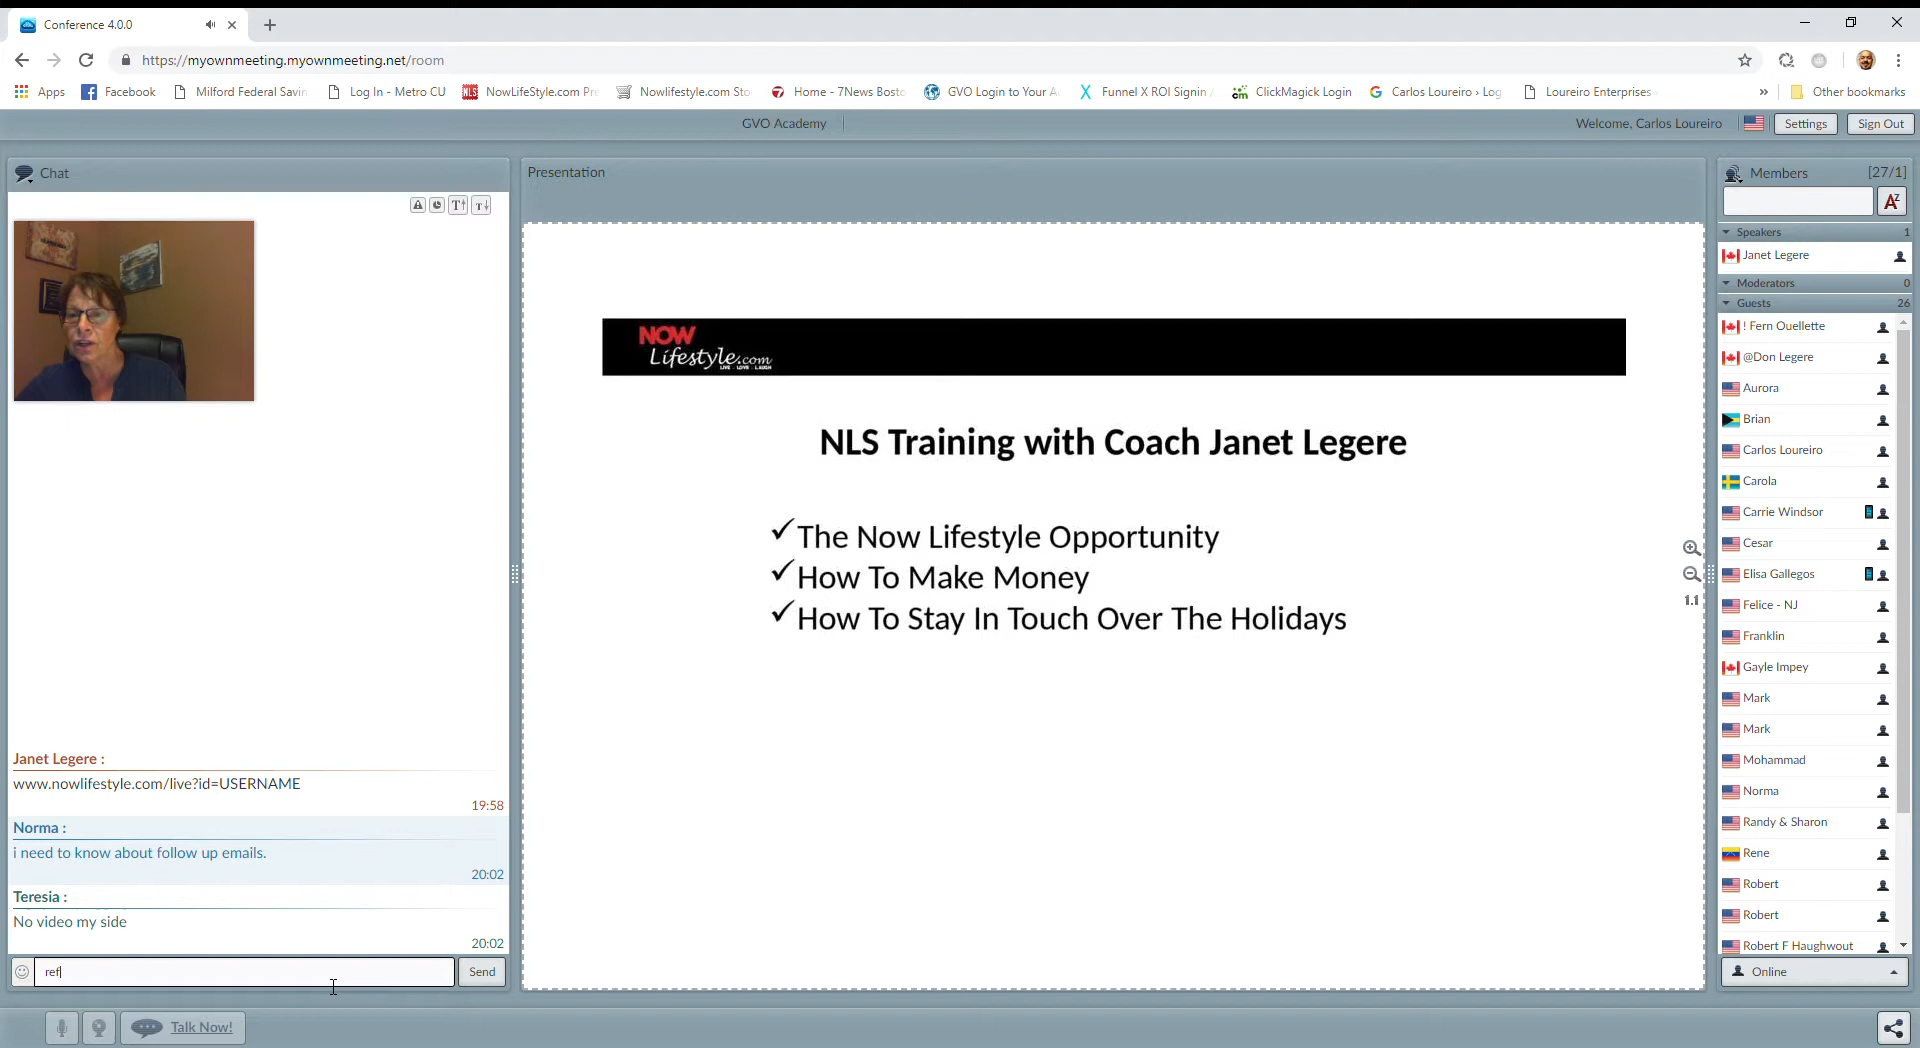 Conference 4.0.0
https://myownmeeting.myownmeeting.net/room
Apps
Facebook
Milford Federal Savin
Log In - Metro CU
NLS NowLifeStyle.com Pre
Nowlifestyle.com Sto
Home - 7News Bosto
GVO Login to Your A
Funnel X ROI Signin
cm ClickMagick Login
Carlos Loureiro › Log
Loureiro Enterprises
»
Other bookmarks
GVO Academy
Welcome, Carlos Loureiro
Settings
Sign Out
Chat
Janet Legere :
www.nowlifestyle.com/live?id=USERNAME
19:58
Norma :
i need to know about follow up emails.
20:02
Teresia :
No video my side
20:02
ref
Send
Talk Now!
Presentation
NOW
Lifestyle.com
LIVE . LOVE . LAUGH
NLS Training with Coach Janet Legere
✓The Now Lifestyle Opportunity
✓How To Make Money
✓How To Stay In Touch Over The Holidays
1.1
Members [27/1]
Speakers 1
Janet Legere
Moderators 0
Guests 26
! Fern Ouellette
@Don Legere
Aurora
Brian
Carlos Loureiro
Carola
Carrie Windsor
Cesar
Elisa Gallegos
Felice - NJ
Franklin
Gayle Impey
Mark
Mark
Mohammad
Norma
Randy & Sharon
Rene
Robert
Robert
Robert F Haughwout
Online